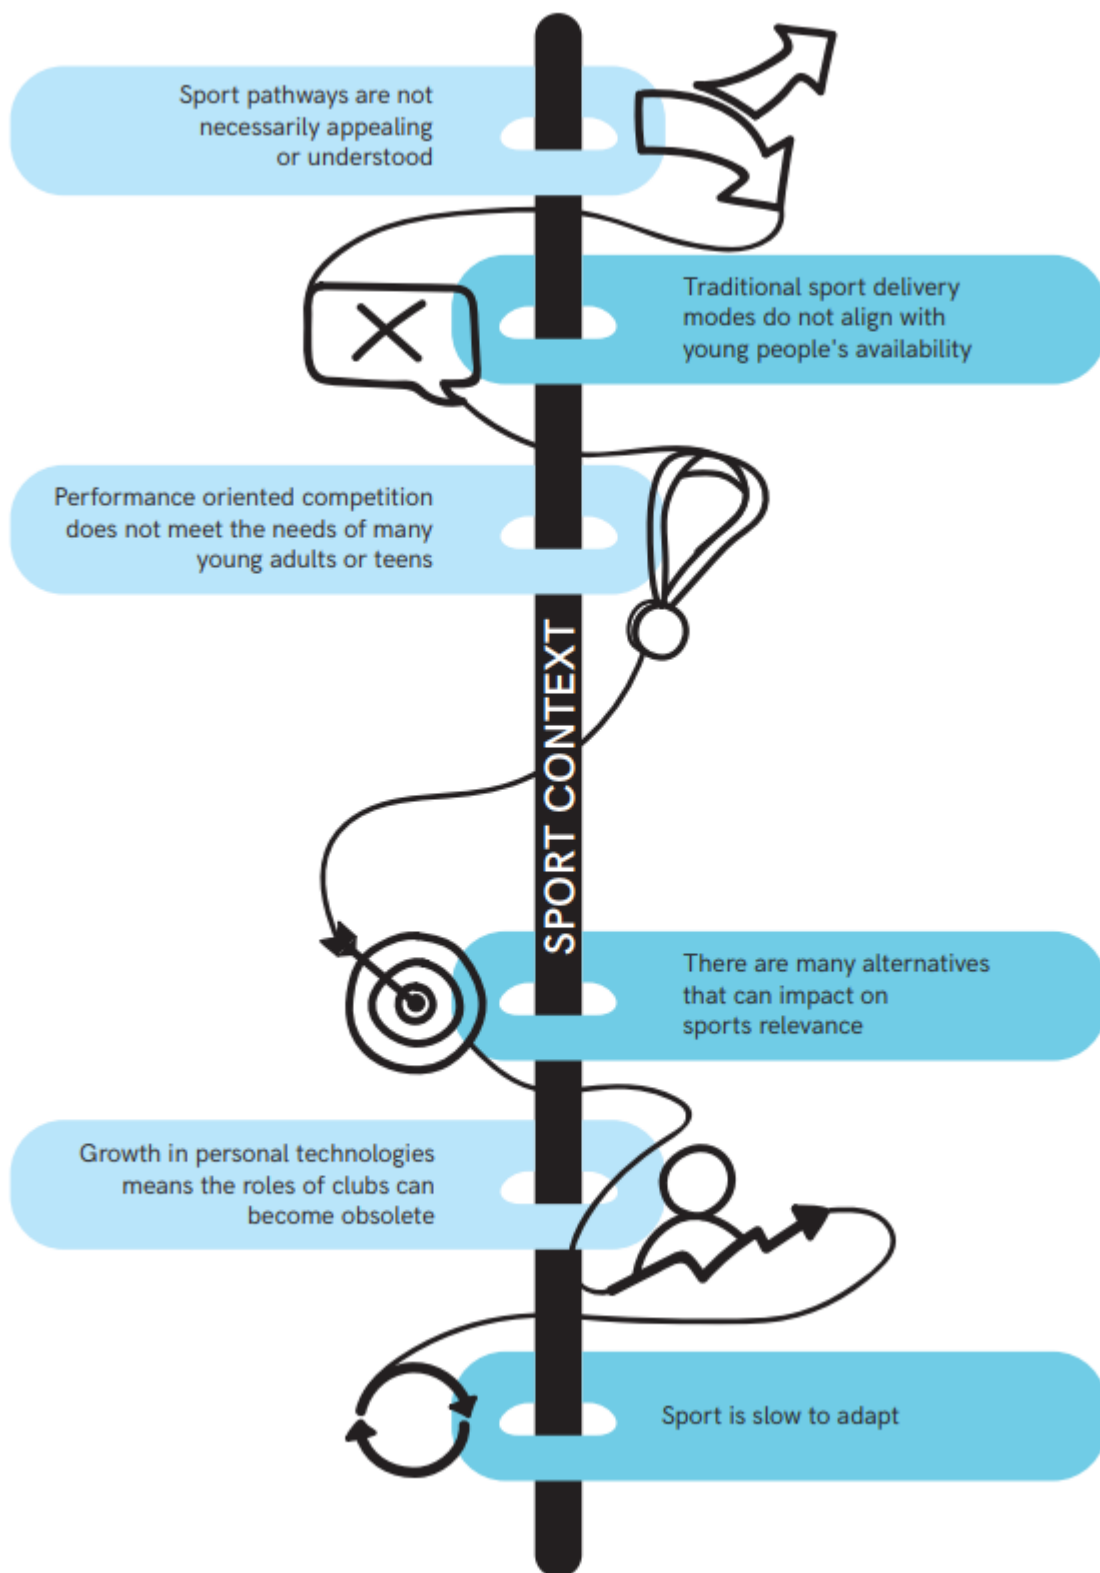 Sport pathways are not
necessarily appealing
or understood
Traditional sport delivery
modes do not align with
young people's availability
Performance oriented competition
does not meet the needs of many
young adults or teens
SPORT CONTEXT
There are many alternatives
that can impact on
sports relevance
Growth in personal technologies
means the roles of clubs can
become obsolete
Sport is slow to adapt